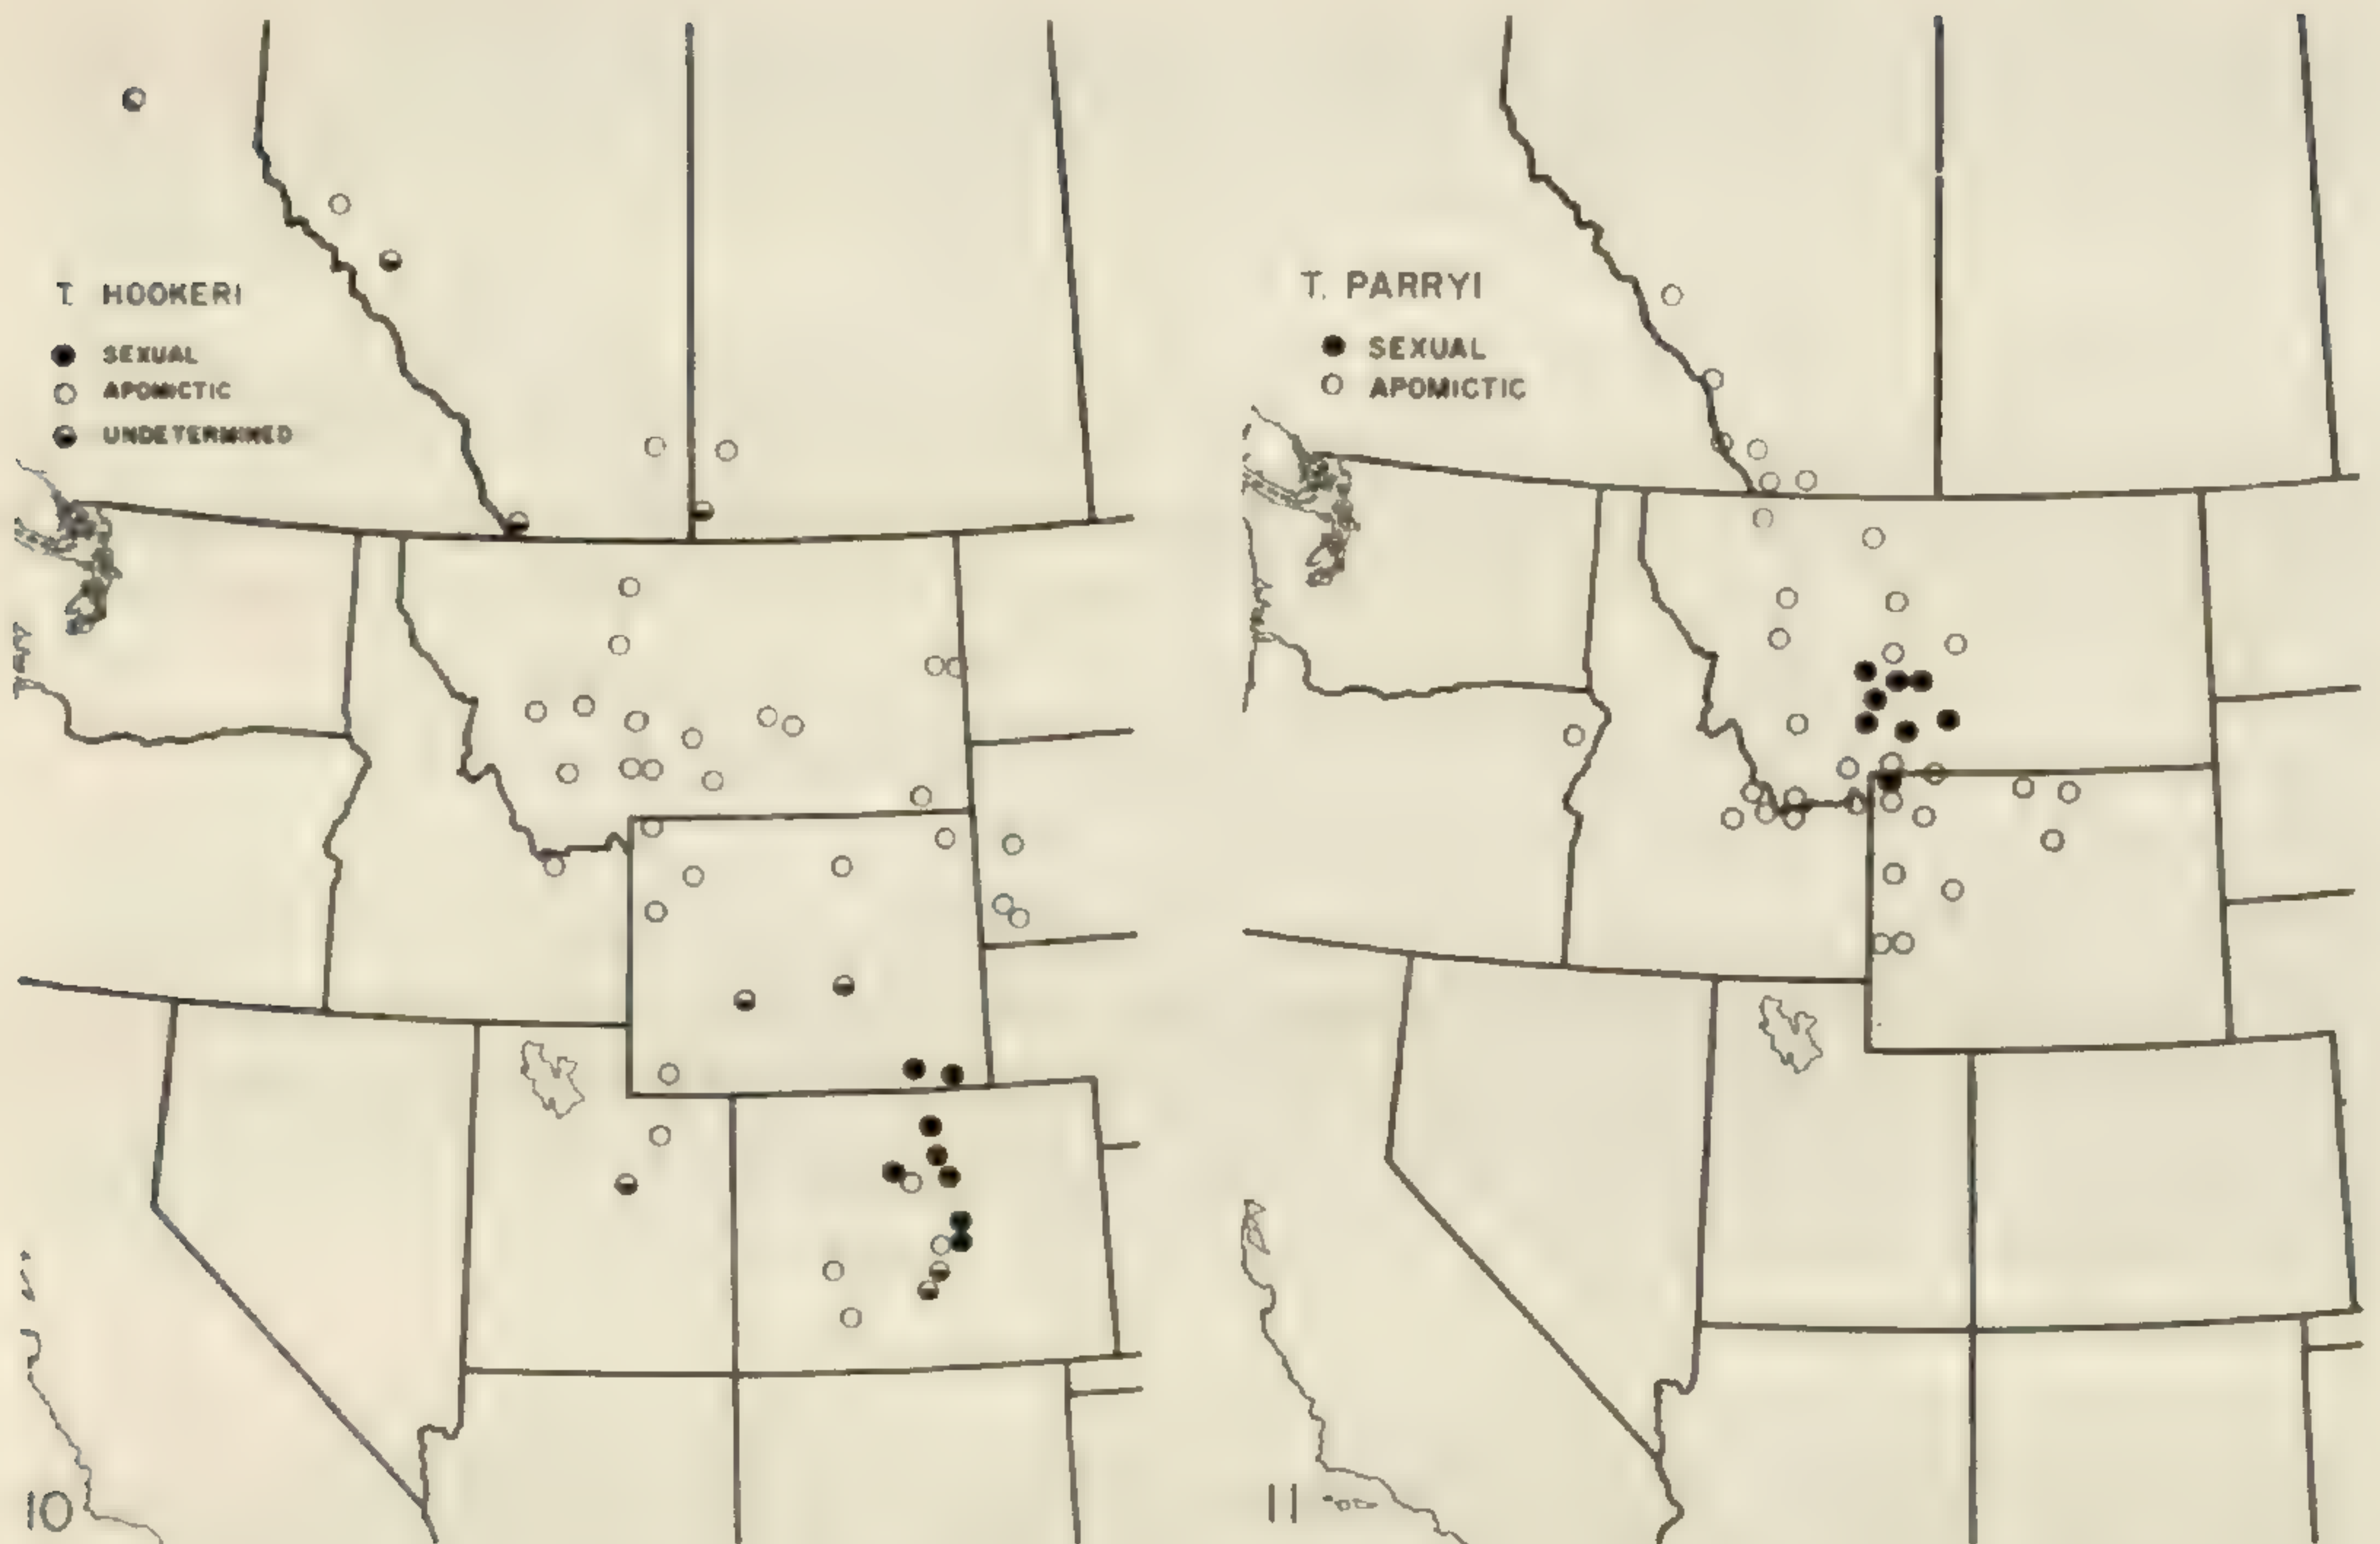 T. HOOKERI
SEXUAL
APOMICTIC
UNDETERMINED
10
T. PARRYI
SEXUAL
APOMICTIC
11